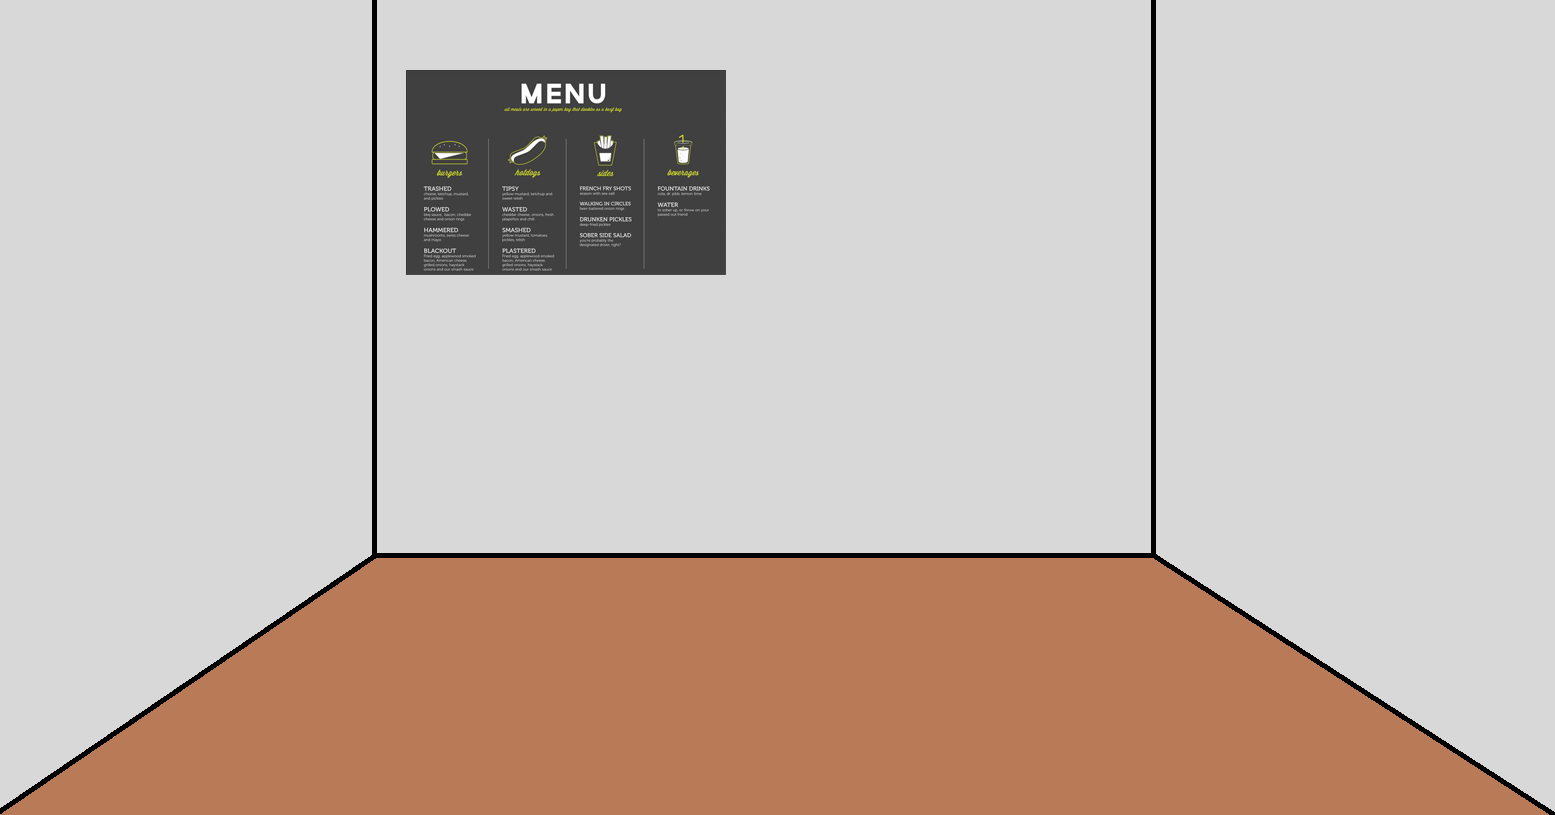 MENU
all meals are served in a paper bag that doubles as a barf bag
burgers
TRASHED
cheese, ketchup, mustard,
and pickles
PLOWED
bbq sauce, bacon, cheddar
cheese and onion rings
HAMMERED
mushrooms, swiss cheese
and mayo
BLACKOUT
fried egg, applewood smoked
bacon, American cheese,
grilled onions, haystack
onions and our smash sauce
hotdogs
TIPSY
yellow mustard, ketchup and
sweet relish
WASTED
cheddar cheese, onions, fresh
jalapeños and chili
SMASHED
yellow mustard, tomatoes,
pickles, relish
PLASTERED
fried egg, applewood smoked
bacon, American cheese,
grilled onions, haystack
onions and our smash sauce
sides
FRENCH FRY SHOTS
season with sea salt
WALKING IN CIRCLES
beer-battered onion rings
DRUNKEN PICKLES
deep-fried pickles
SOBER SIDE SALAD
you're probably the
designated driver, right?
beverages
FOUNTAIN DRINKS
cola, dr. pibb, lemon lime
WATER
to sober up, or throw on your
passed out friend